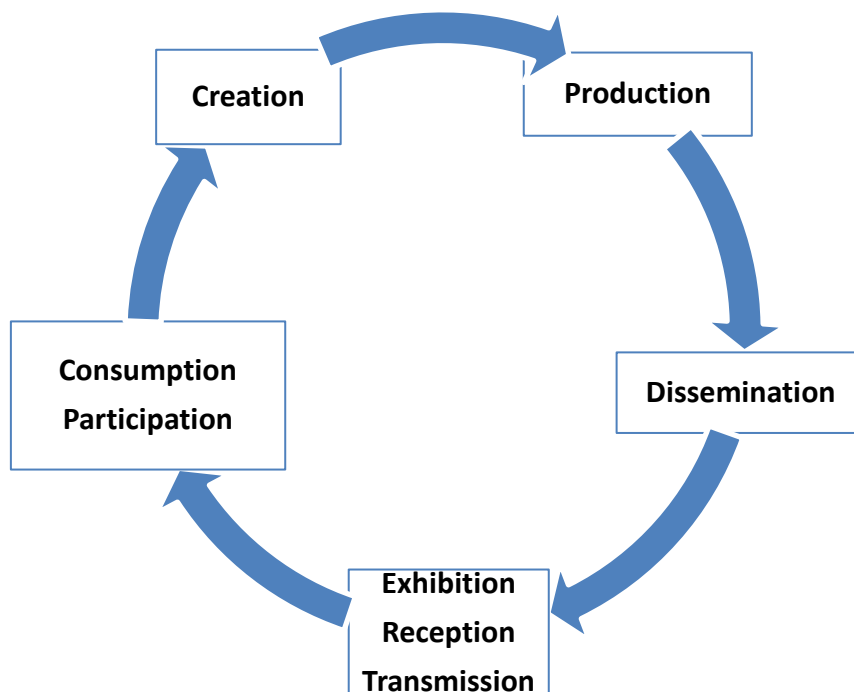 Creation
Production
Dissemination
Exhibition
Reception
Transmission
Consumption
Participation